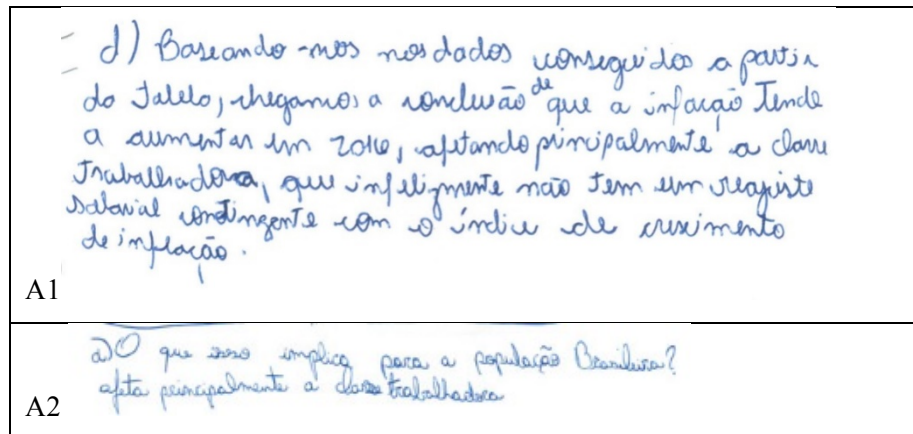 d) Baseando-nos nos dados conseguidos a partir
do Tabela, chegamos a conclusão de que a infação tende
a aumentar em 2016, afetando principalmente a classe
trabalhadora, que infelizmente não tem um reajuste
salarial contingente com o índice de crescimento
de inflação.
A1
a) O que isso implica para a população Brasileira?
afeta principalmente a classe trabalhadora
A2